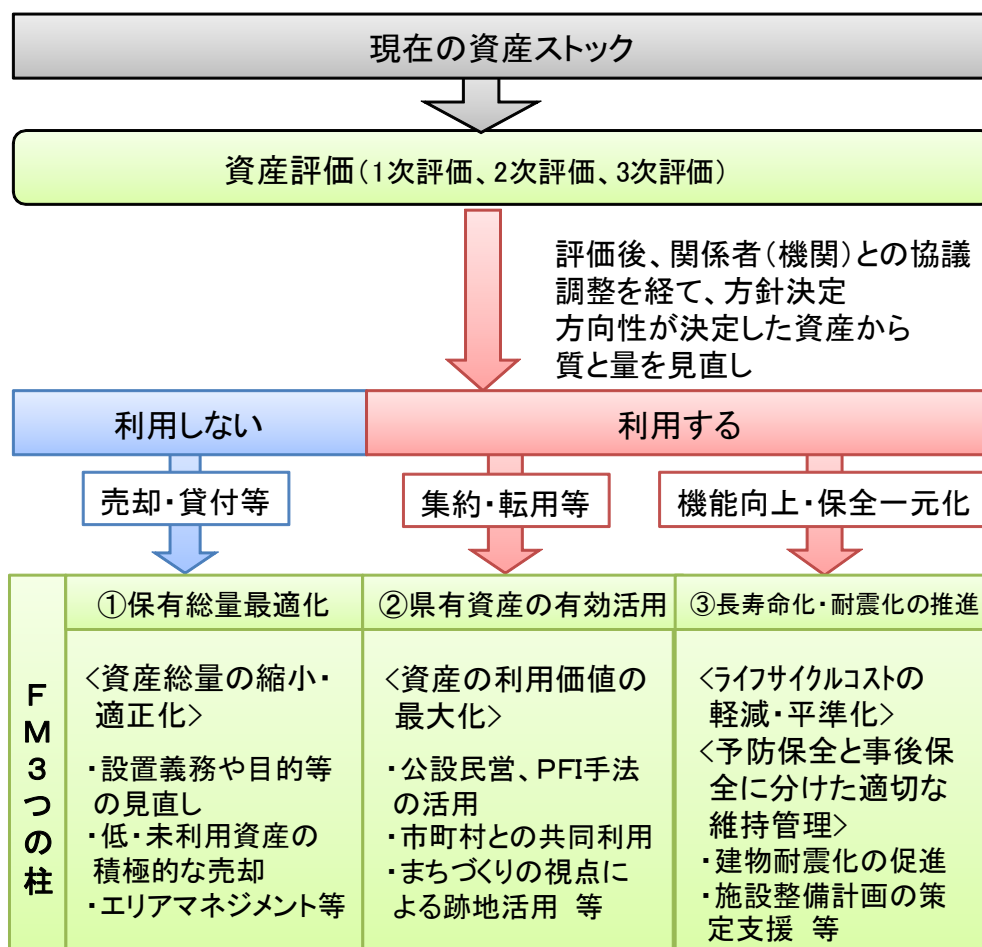 現在の資産ストック
資産評価(1次評価、2次評価、3次評価)
評価後、関係者(機関)との協議
調整を経て、方針決定
方向性が決定した資産から
質と量を見直し
利用しない
利用する
売却・貸付等
集約・転用等
機能向上・保全一元化
FM3つの柱
①保有総量最適化
<資産総量の縮小・
適正化>
・設置義務や目的等
の見直し
・低・未利用資産の
積極的な売却
・エリアマネジメント等
②県有資産の有効活用
<資産の利用価値の
最大化>
・公設民営、PFI手法
の活用
・市町村との共同利用
・まちづくりの視点に
よる跡地活用 等
③長寿命化・耐震化の推進
<ライフサイクルコストの
軽減・平準化>
<予防保全と事後保
全に分けた適切な
維持管理>
・建物耐震化の促進
・施設整備計画の策
定支援 等